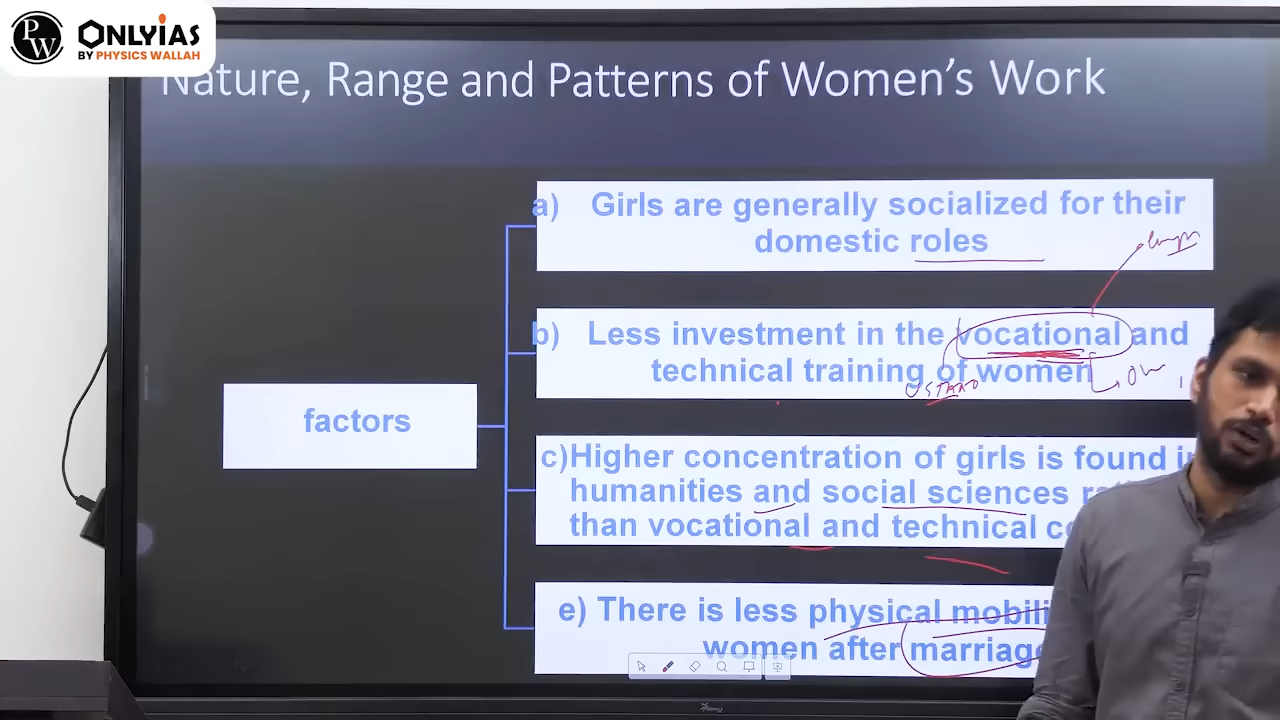 PW
ONLYIAS
BY PHYSICS WALLAH
Nature, Range and Patterns of Women's Work
factors
a) Girls are generally socialized for their
domestic roles
b) Less investment in the vocational and
technical training of women
c)Higher concentration of girls is found
humanities and social sciences
than vocational and technical
e) There is less physical
women after marriage